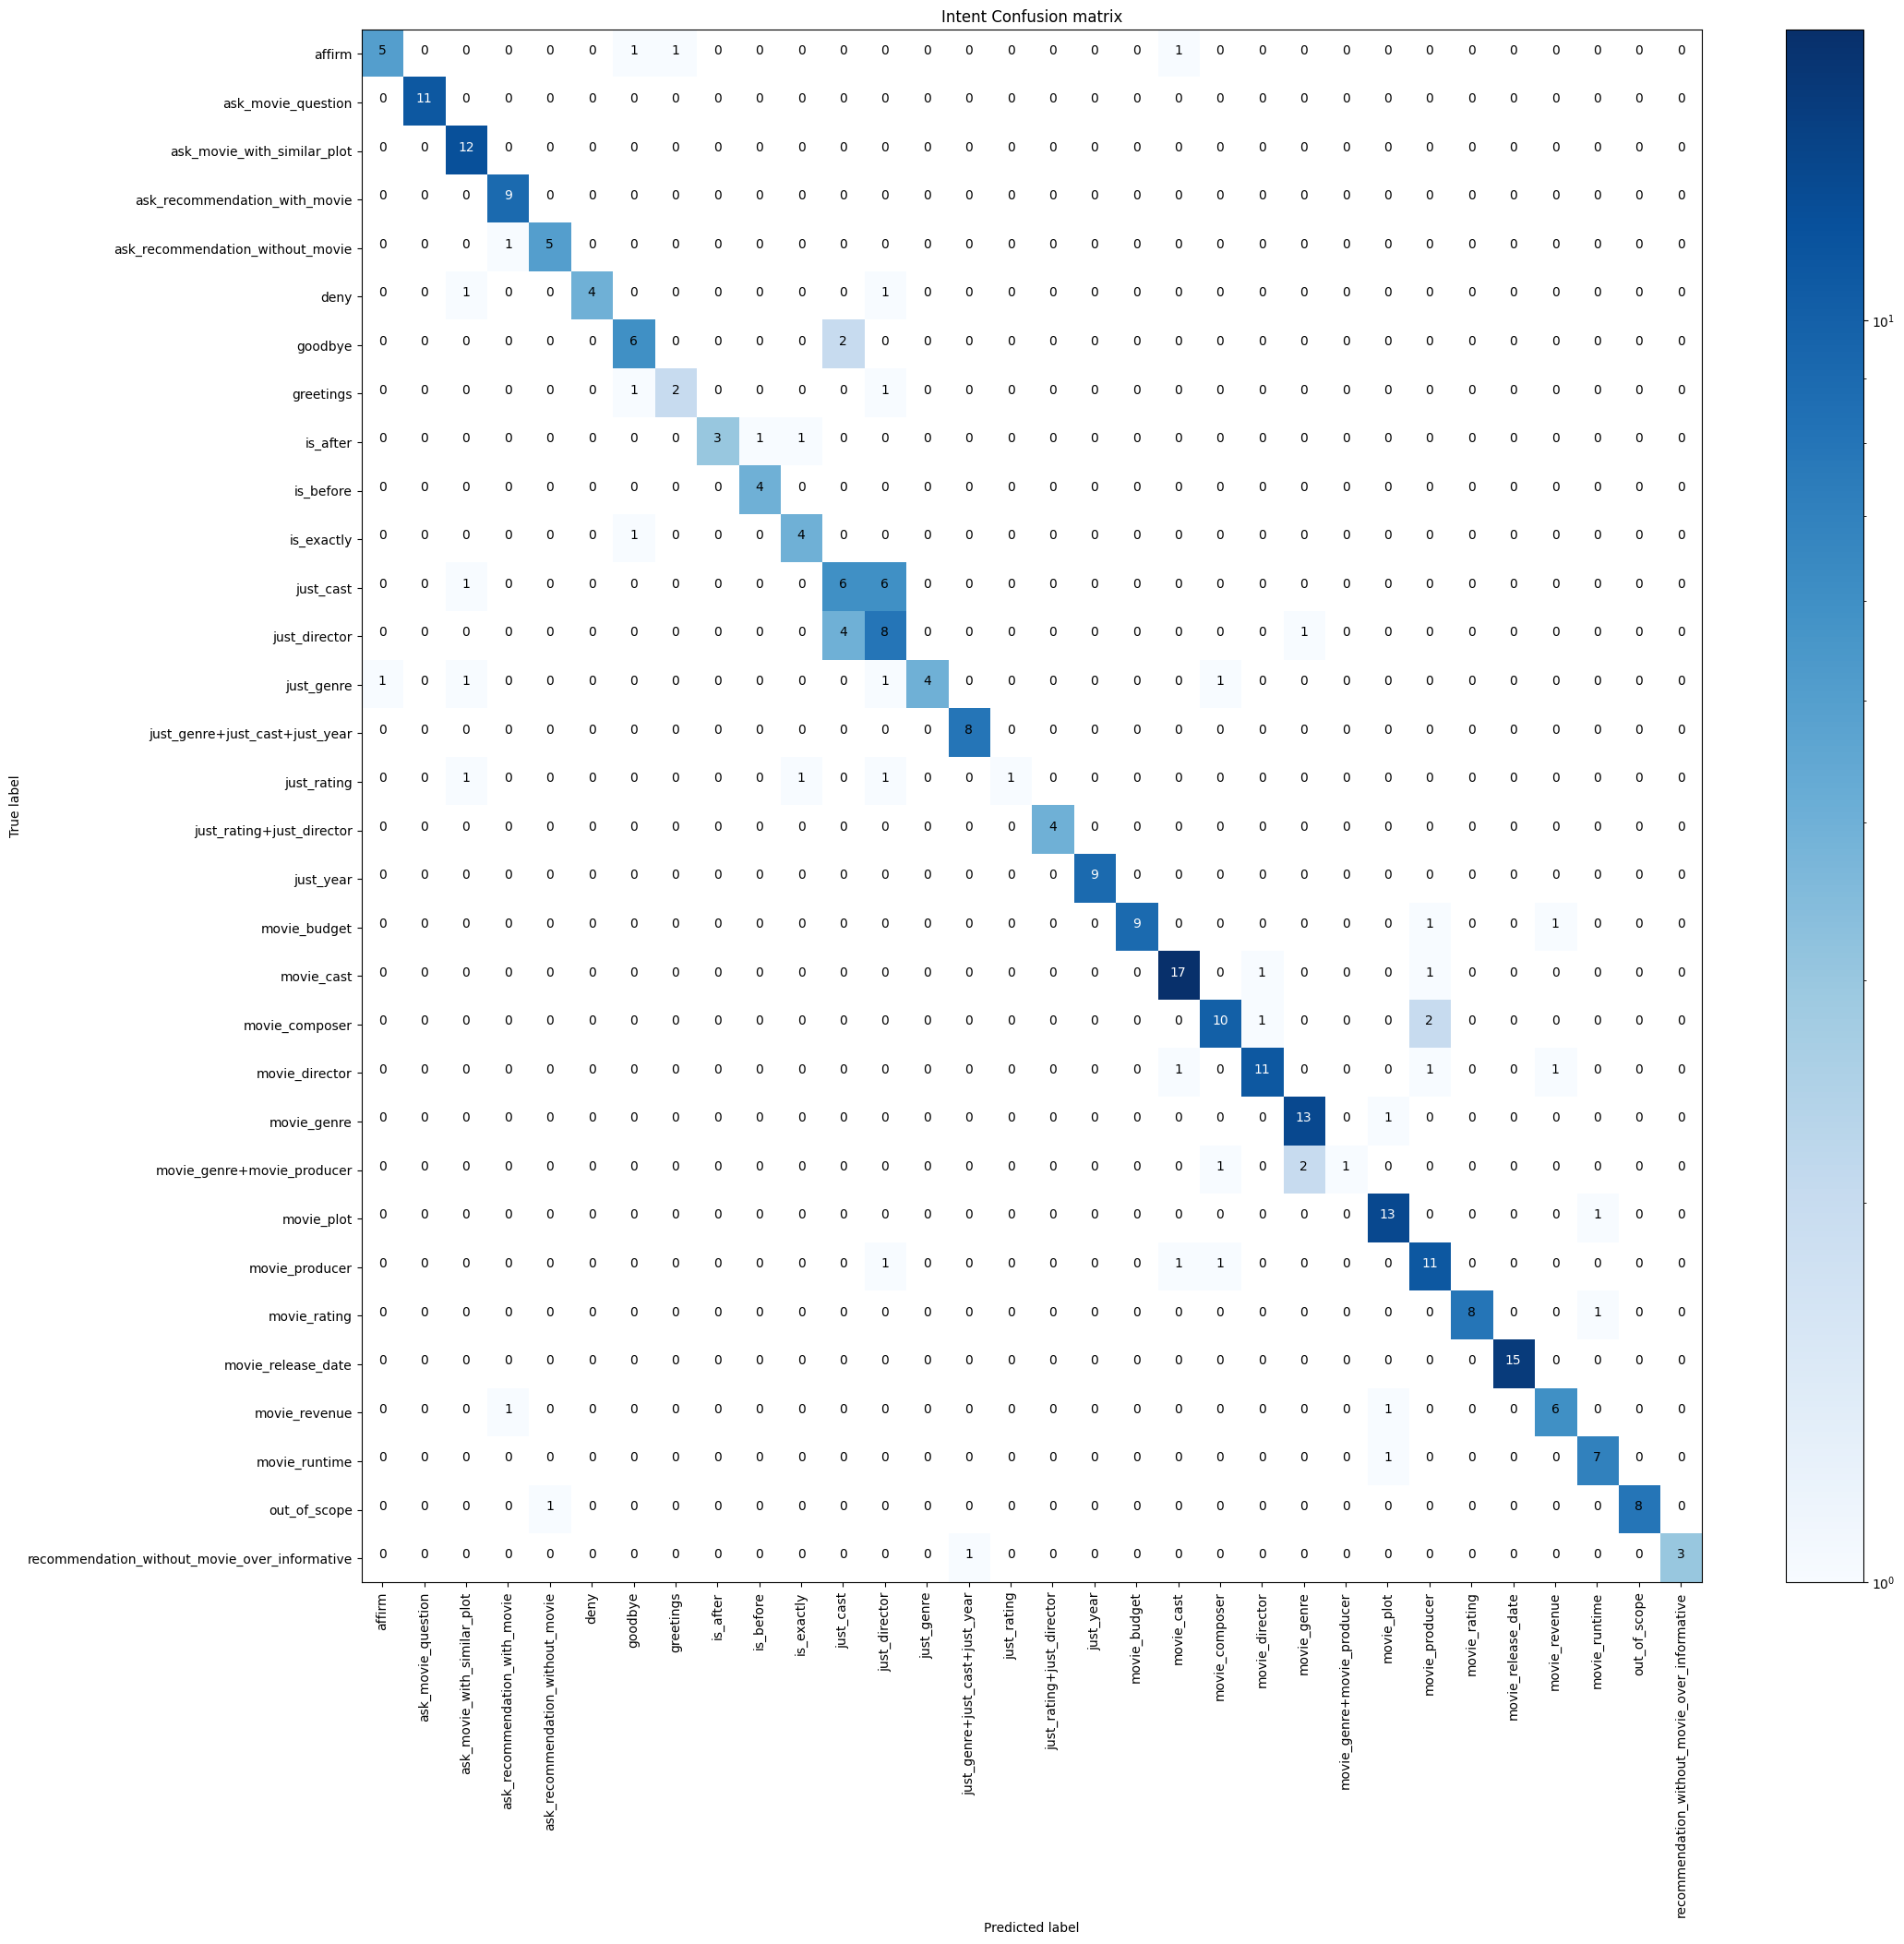 Intent Confusion matrix
affirm 5 0 0 0 0 0 1 1 0 0 0 0 0 0 0 0 0 0 0 1 0 0 0 0 0 0 0 0 0 0 0 0
ask_movie_question 0 11 0 0 0 0 0 0 0 0 0 0 0 0 0 0 0 0 0 0 0 0 0 0 0 0 0 0 0 0 0 0
ask_movie_with_similar_plot 0 0 12 0 0 0 0 0 0 0 0 0 0 0 0 0 0 0 0 0 0 0 0 0 0 0 0 0 0 0 0 0
ask_recommendation_with_movie 0 0 0 9 0 0 0 0 0 0 0 0 0 0 0 0 0 0 0 0 0 0 0 0 0 0 0 0 0 0 0 0
ask_recommendation_without_movie 0 0 0 1 5 0 0 0 0 0 0 0 0 0 0 0 0 0 0 0 0 0 0 0 0 0 0 0 0 0 0 0
deny 0 0 1 0 0 4 0 0 0 0 0 0 1 0 0 0 0 0 0 0 0 0 0 0 0 0 0 0 0 0 0 0
goodbye 0 0 0 0 0 0 6 0 0 0 0 2 0 0 0 0 0 0 0 0 0 0 0 0 0 0 0 0 0 0 0 0
greetings 0 0 0 0 0 0 1 2 0 0 0 0 1 0 0 0 0 0 0 0 0 0 0 0 0 0 0 0 0 0 0 0
is_after 0 0 0 0 0 0 0 0 3 1 1 0 0 0 0 0 0 0 0 0 0 0 0 0 0 0 0 0 0 0 0 0
is_before 0 0 0 0 0 0 0 0 0 4 0 0 0 0 0 0 0 0 0 0 0 0 0 0 0 0 0 0 0 0 0 0
is_exactly 0 0 0 0 0 0 1 0 0 0 4 0 0 0 0 0 0 0 0 0 0 0 0 0 0 0 0 0 0 0 0 0
just_cast 0 0 1 0 0 0 0 0 0 0 0 6 6 0 0 0 0 0 0 0 0 0 0 0 0 0 0 0 0 0 0 0
just_director 0 0 0 0 0 0 0 0 0 0 0 4 8 0 0 0 0 0 0 0 0 0 1 0 0 0 0 0 0 0 0 0
just_genre 1 0 1 0 0 0 0 0 0 0 0 0 1 4 0 0 0 0 0 0 1 0 0 0 0 0 0 0 0 0 0 0
just_genre+just_cast+just_year 0 0 0 0 0 0 0 0 0 0 0 0 0 0 8 0 0 0 0 0 0 0 0 0 0 0 0 0 0 0 0 0
just_rating 0 0 1 0 0 0 0 0 0 0 1 0 1 0 0 1 0 0 0 0 0 0 0 0 0 0 0 0 0 0 0 0
just_rating+just_director 0 0 0 0 0 0 0 0 0 0 0 0 0 0 0 0 4 0 0 0 0 0 0 0 0 0 0 0 0 0 0 0
just_year 0 0 0 0 0 0 0 0 0 0 0 0 0 0 0 0 0 9 0 0 0 0 0 0 0 0 0 0 0 0 0 0
movie_budget 0 0 0 0 0 0 0 0 0 0 0 0 0 0 0 0 0 0 9 0 0 0 0 0 0 1 0 0 1 0 0 0
movie_cast 0 0 0 0 0 0 0 0 0 0 0 0 0 0 0 0 0 0 0 17 0 1 0 0 0 1 0 0 0 0 0 0
movie_composer 0 0 0 0 0 0 0 0 0 0 0 0 0 0 0 0 0 0 0 0 10 1 0 0 0 2 0 0 0 0 0 0
movie_director 0 0 0 0 0 0 0 0 0 0 0 0 0 0 0 0 0 0 0 1 0 11 0 0 0 1 0 0 1 0 0 0
movie_genre 0 0 0 0 0 0 0 0 0 0 0 0 0 0 0 0 0 0 0 0 0 0 13 0 1 0 0 0 0 0 0 0
movie_genre+movie_producer 0 0 0 0 0 0 0 0 0 0 0 0 0 0 0 0 0 0 0 0 1 0 2 1 0 0 0 0 0 0 0 0
movie_plot 0 0 0 0 0 0 0 0 0 0 0 0 0 0 0 0 0 0 0 0 0 0 0 0 13 0 0 0 0 1 0 0
movie_producer 0 0 0 0 0 0 0 0 0 0 0 0 1 0 0 0 0 0 0 1 1 0 0 0 0 11 0 0 0 0 0 0
movie_rating 0 0 0 0 0 0 0 0 0 0 0 0 0 0 0 0 0 0 0 0 0 0 0 0 0 0 8 0 0 1 0 0
movie_release_date 0 0 0 0 0 0 0 0 0 0 0 0 0 0 0 0 0 0 0 0 0 0 0 0 0 0 0 15 0 0 0 0
movie_revenue 0 0 0 1 0 0 0 0 0 0 0 0 0 0 0 0 0 0 0 0 0 0 0 0 1 0 0 0 6 0 0 0
movie_runtime 0 0 0 0 0 0 0 0 0 0 0 0 0 0 0 0 0 0 0 0 0 0 0 0 1 0 0 0 0 7 0 0
out_of_scope 0 0 0 0 1 0 0 0 0 0 0 0 0 0 0 0 0 0 0 0 0 0 0 0 0 0 0 0 0 0 8 0
recommendation_without_movie_over_informative 0 0 0 0 0 0 0 0 0 0 0 0 0 0 1 0 0 0 0 0 0 0 0 0 0 0 0 0 0 0 0 3
True label
affirm
ask_movie_question
ask_movie_with_similar_plot
ask_recommendation_with_movie
ask_recommendation_without_movie
deny
goodbye
greetings
is_after
is_before
is_exactly
just_cast
just_director
just_genre
just_genre+just_cast+just_year
just_rating
just_rating+just_director
just_year
movie_budget
movie_cast
movie_composer
movie_director
movie_genre
movie_genre+movie_producer
movie_plot
movie_producer
movie_rating
movie_release_date
movie_revenue
movie_runtime
out_of_scope
recommendation_without_movie_over_informative
Predicted label
10¹
10⁰